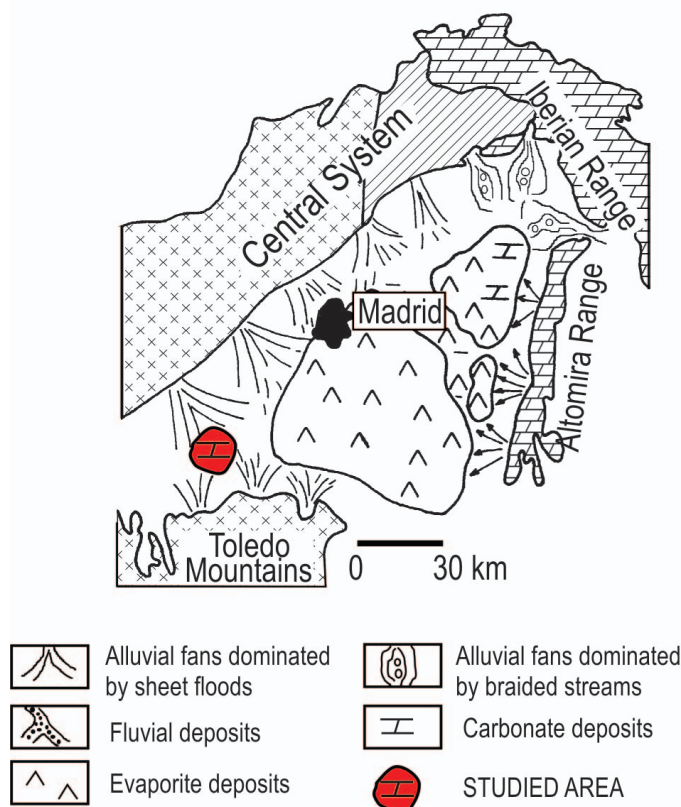 Iberian Range
Central System
Madrid
Altomira Range
Toledo
Mountains
0 30 km
Alluvial fans dominated
by sheet floods
Alluvial fans dominated
by braided streams
Fluvial deposits
Carbonate deposits
Evaporite deposits
STUDIED AREA